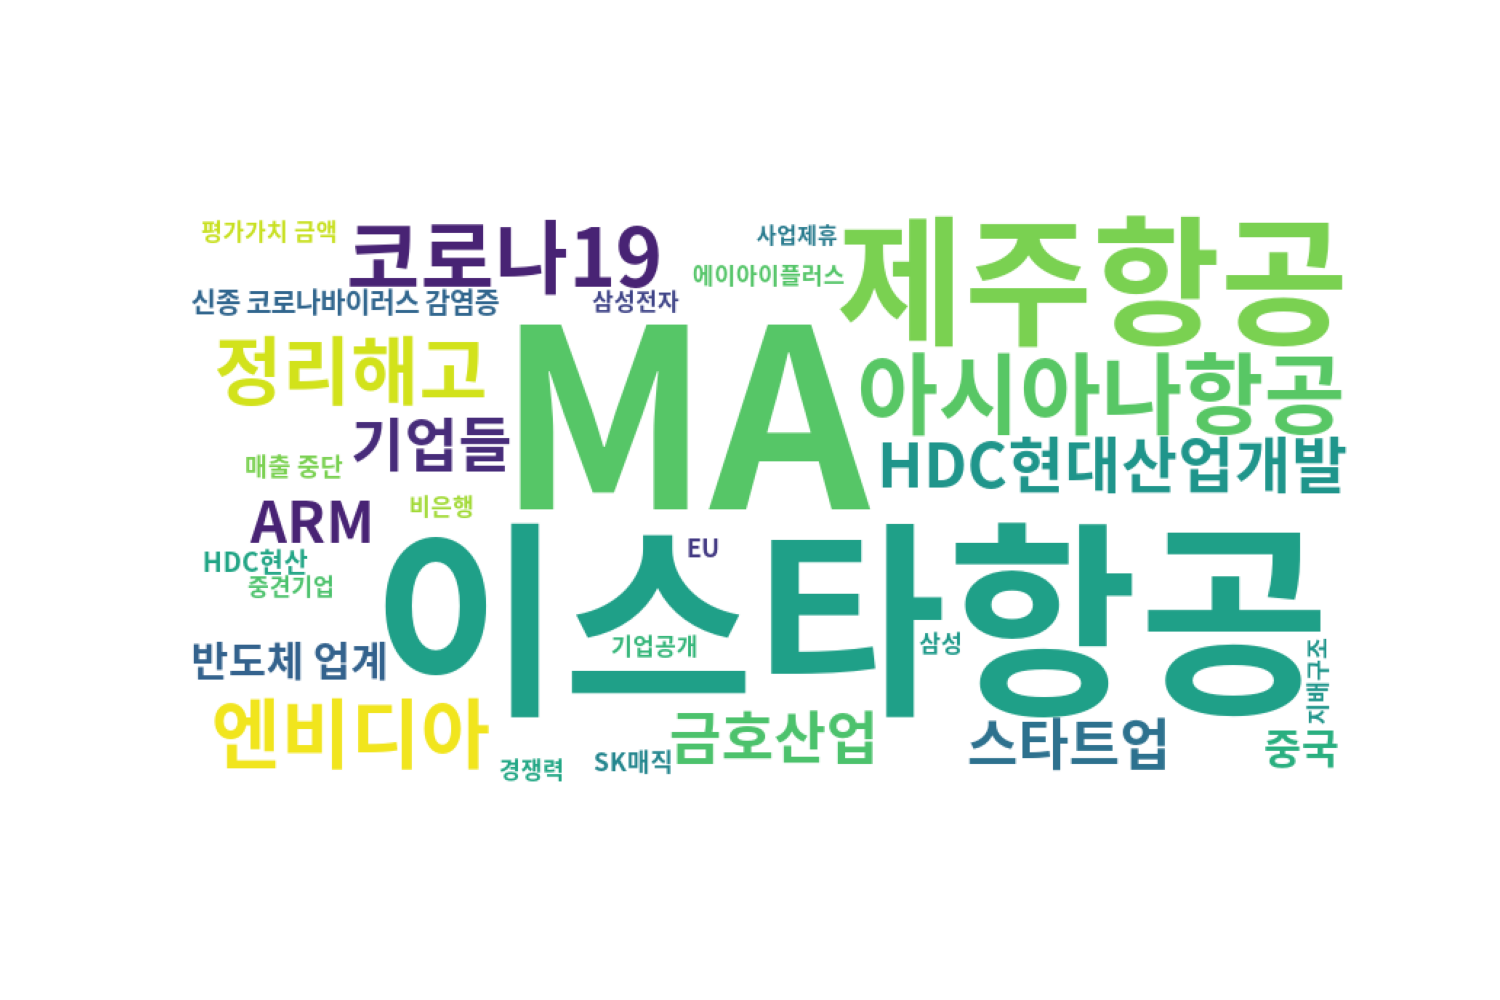 평가가치 금액
코로나19
사업제휴
제주항공
에이아이플러스
신종 코로나바이러스 감염증
삼성전자
정리해고
MA
아시아나항공
기업들
HDC현대산업개발
매출 중단
비은행
ARM
이스타항공
EU
HDC현산
중견기업
기업공개
삼성
반도체 업계
지배구조
엔비디아
금호산업
스타트업
중국
경쟁력
SK매직